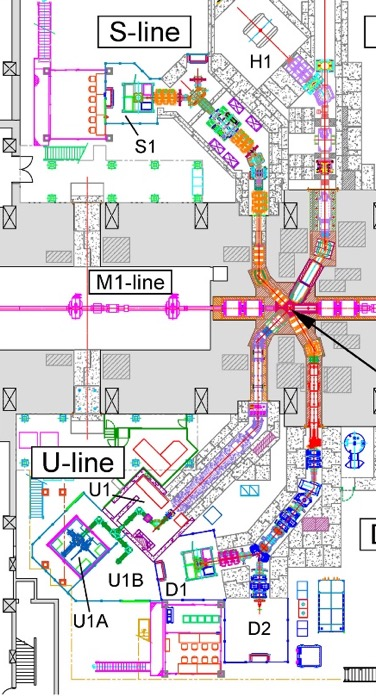 S-line
H1
S1
M1-line
U-line
U1
U1B
D1
U1A
D2
D